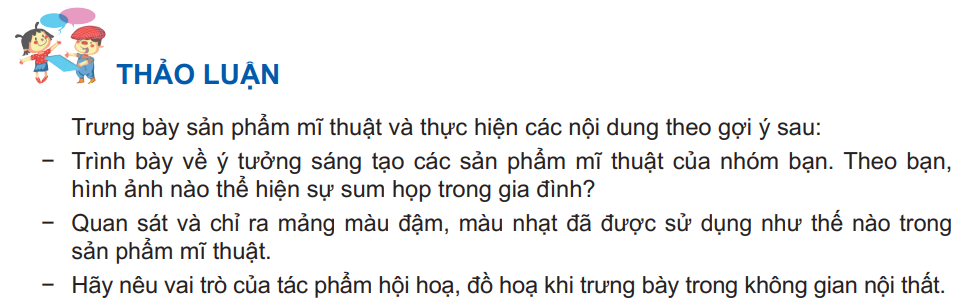 THẢO LUẬN
Trưng bày sản phẩm mĩ thuật và thực hiện các nội dung theo gợi ý sau:
− Trình bày về ý tưởng sáng tạo các sản phẩm mĩ thuật của nhóm bạn. Theo bạn,
hình ảnh nào thể hiện sự sum họp trong gia đình?
− Quan sát và chỉ ra mảng màu đậm, màu nhạt đã được sử dụng như thế nào trong
sản phẩm mĩ thuật.
− Hãy nêu vai trò của tác phẩm hội hoạ, đồ hoạ khi trưng bày trong không gian nội thất.